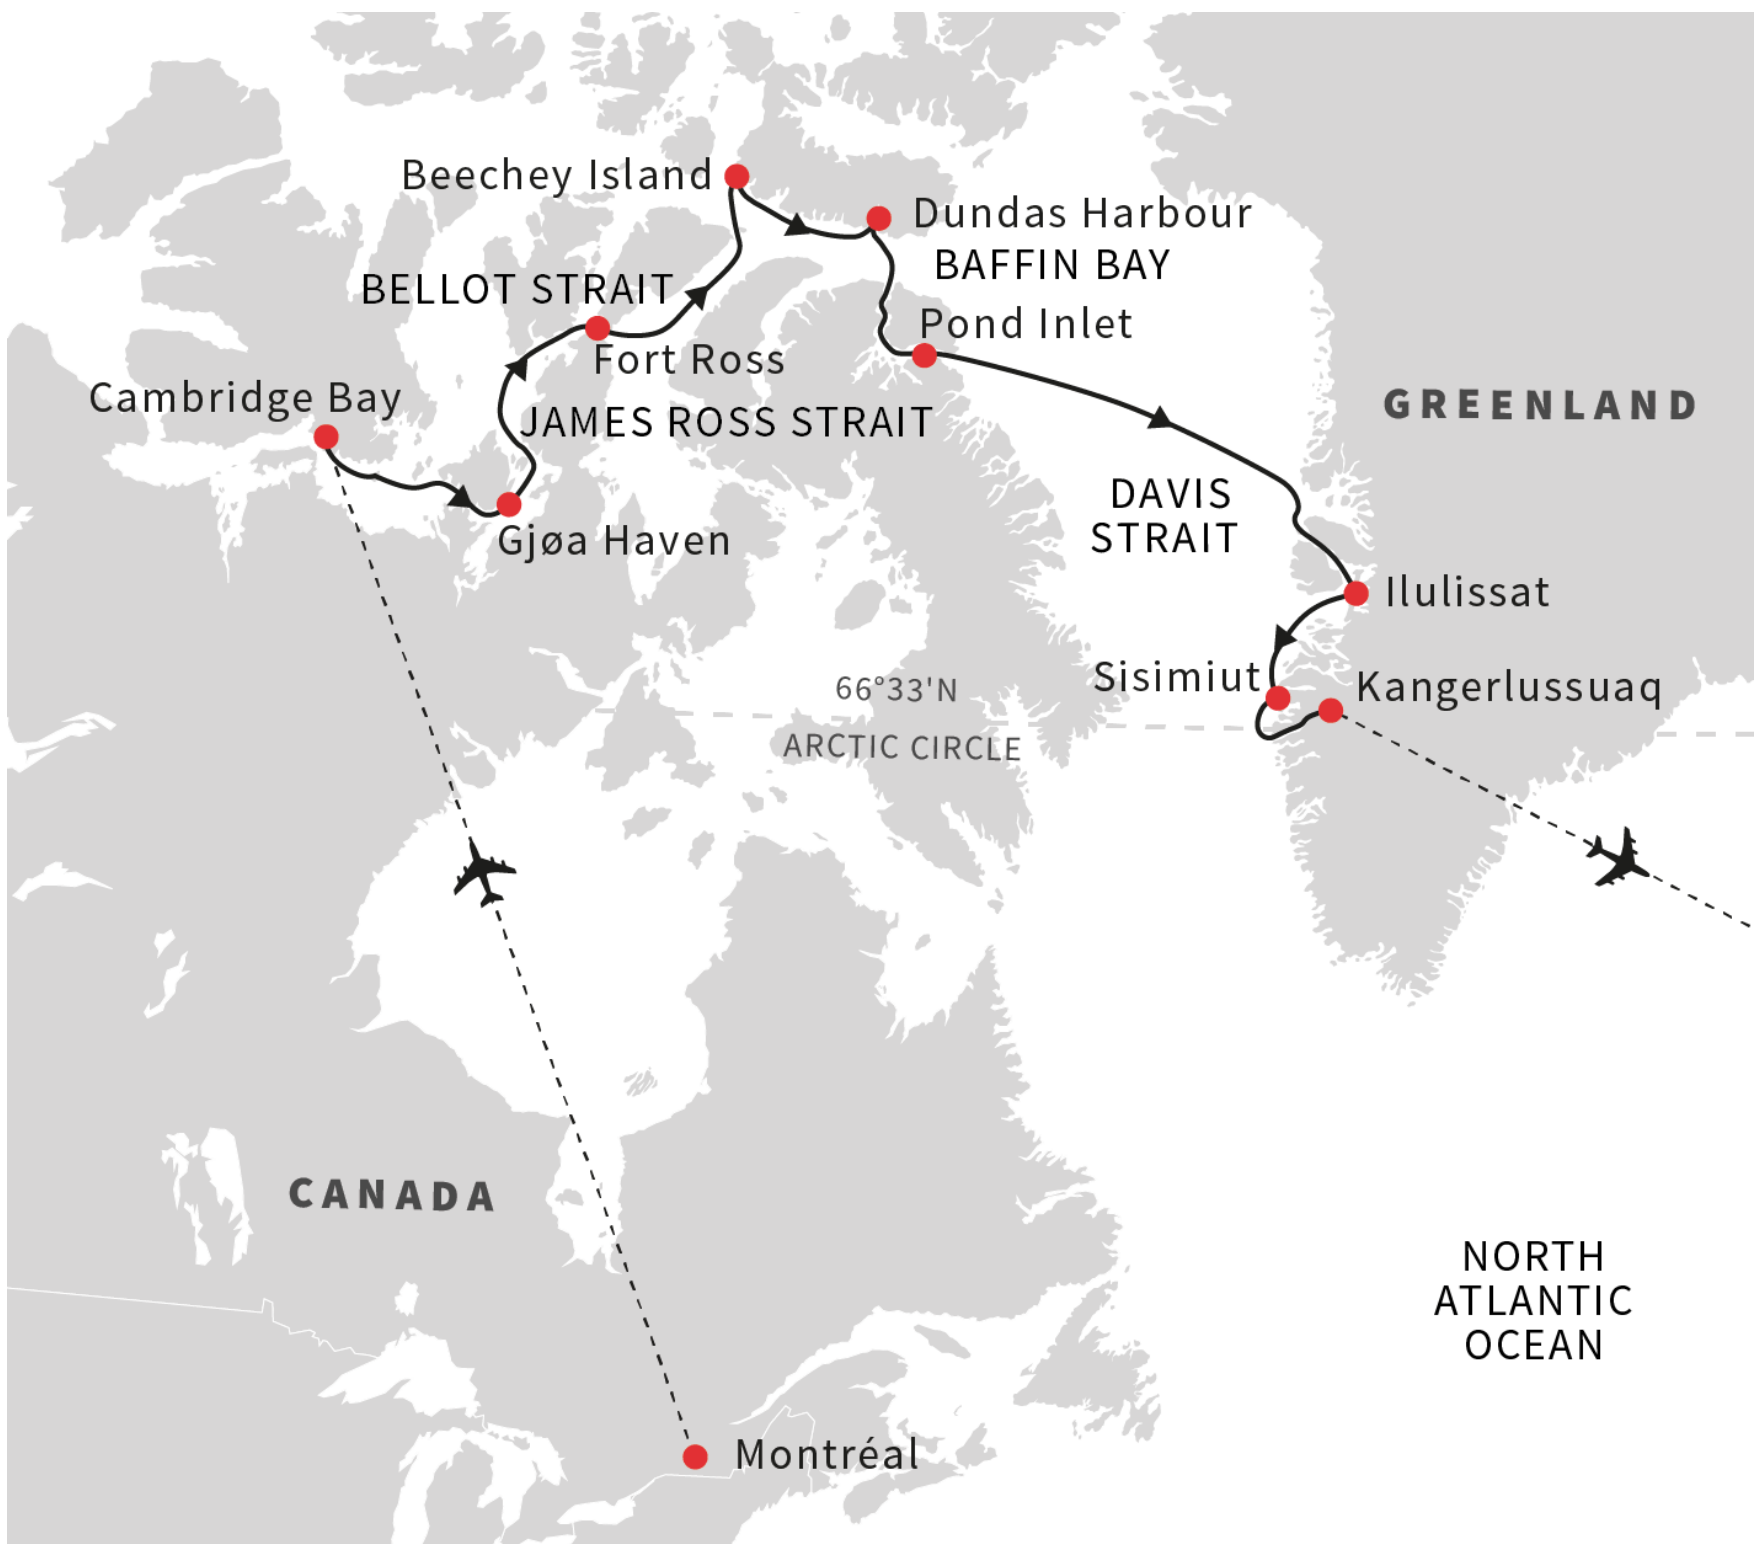 Beechey Island
Dundas Harbour
BAFFIN BAY
BELLOT STRAIT
Pond Inlet
Fort Ross
Cambridge Bay
GREENLAND
JAMES ROSS STRAIT
DAVIS
STRAIT
Gjøa Haven
Ilulissat
Sisimiut
Kangerlussuaq
66°33'N
ARCTIC CIRCLE
CANADA
NORTH
ATLANTIC
OCEAN
Montréal